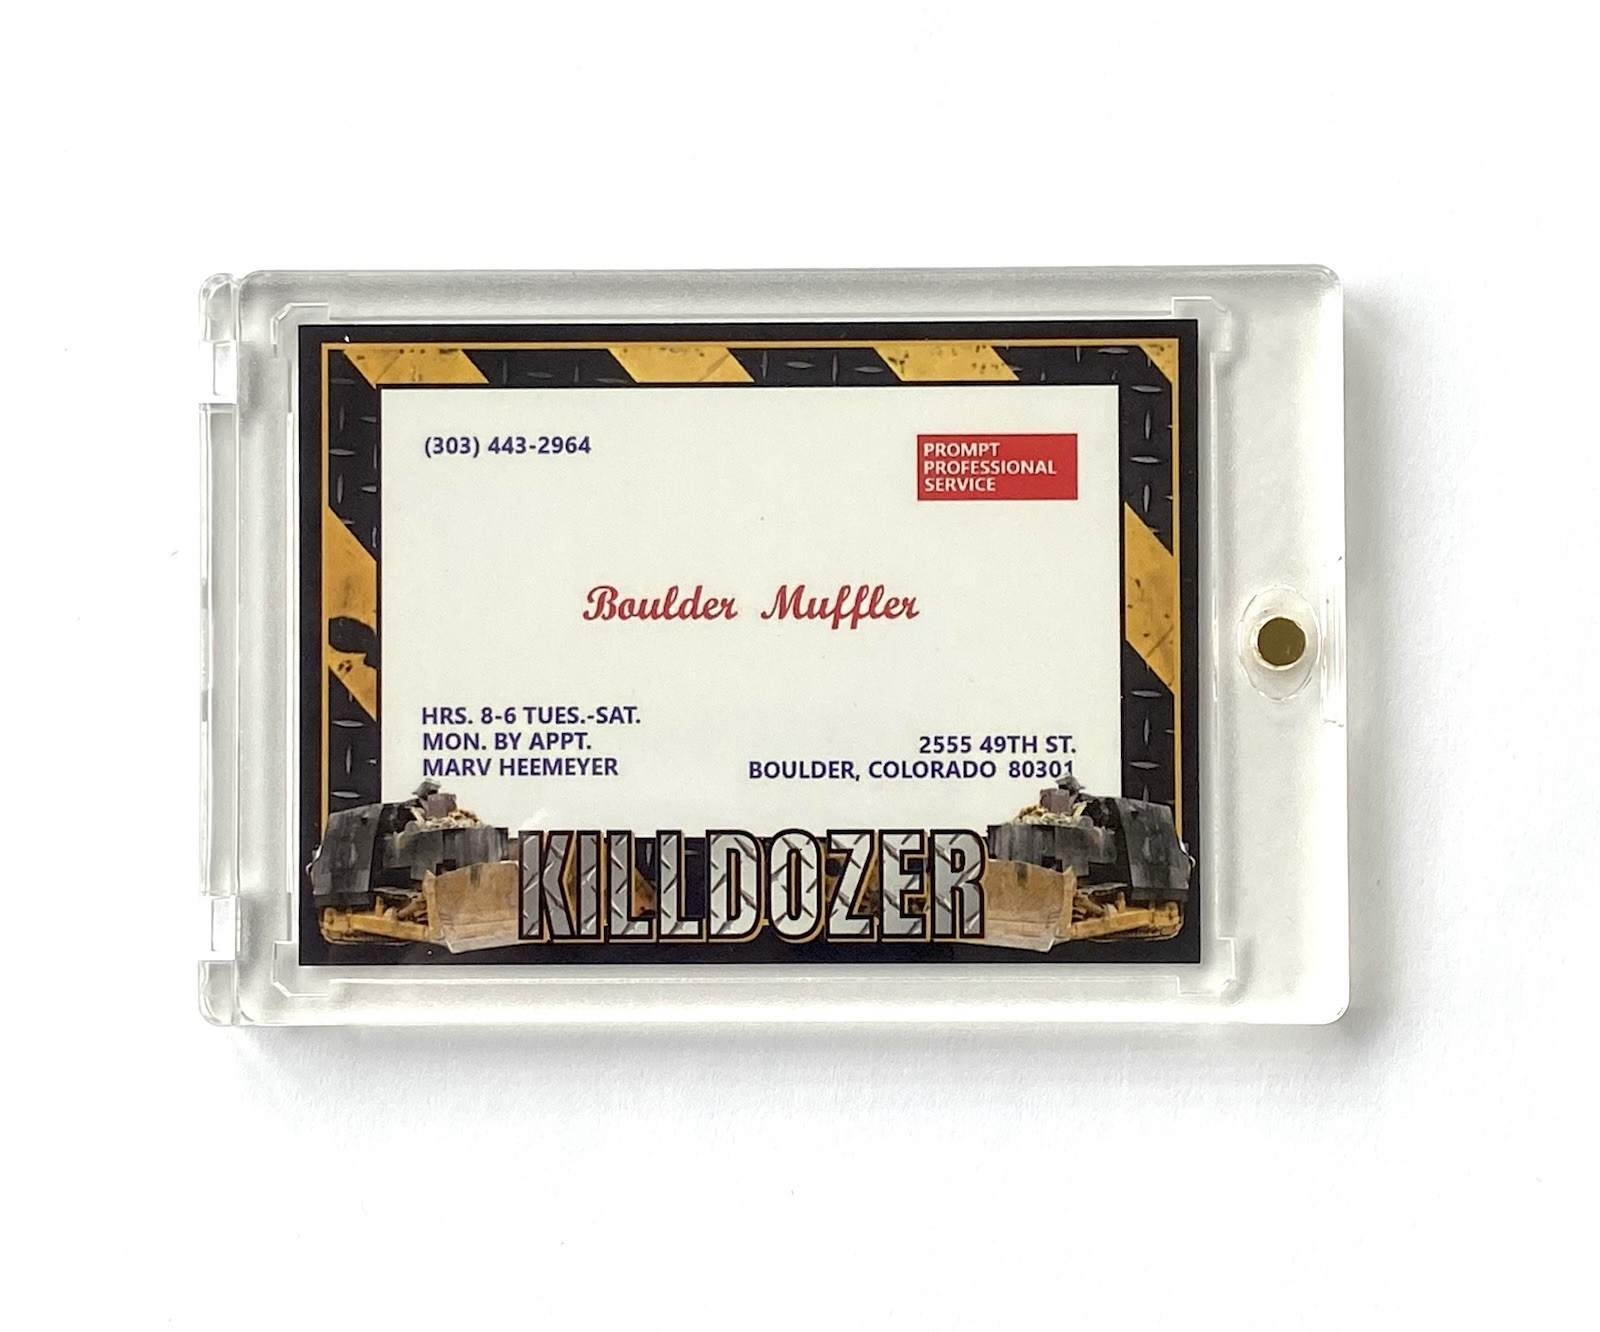 (303) 443-2964
PROMPT
PROFESSIONAL
SERVICE
Boulder Muffler
HRS. 8-6 TUES.-SAT.
MON. BY APPT.
MARV HEEMEYER
2555 49TH ST.
BOULDER, COLORADO 80301
KILLDOZER